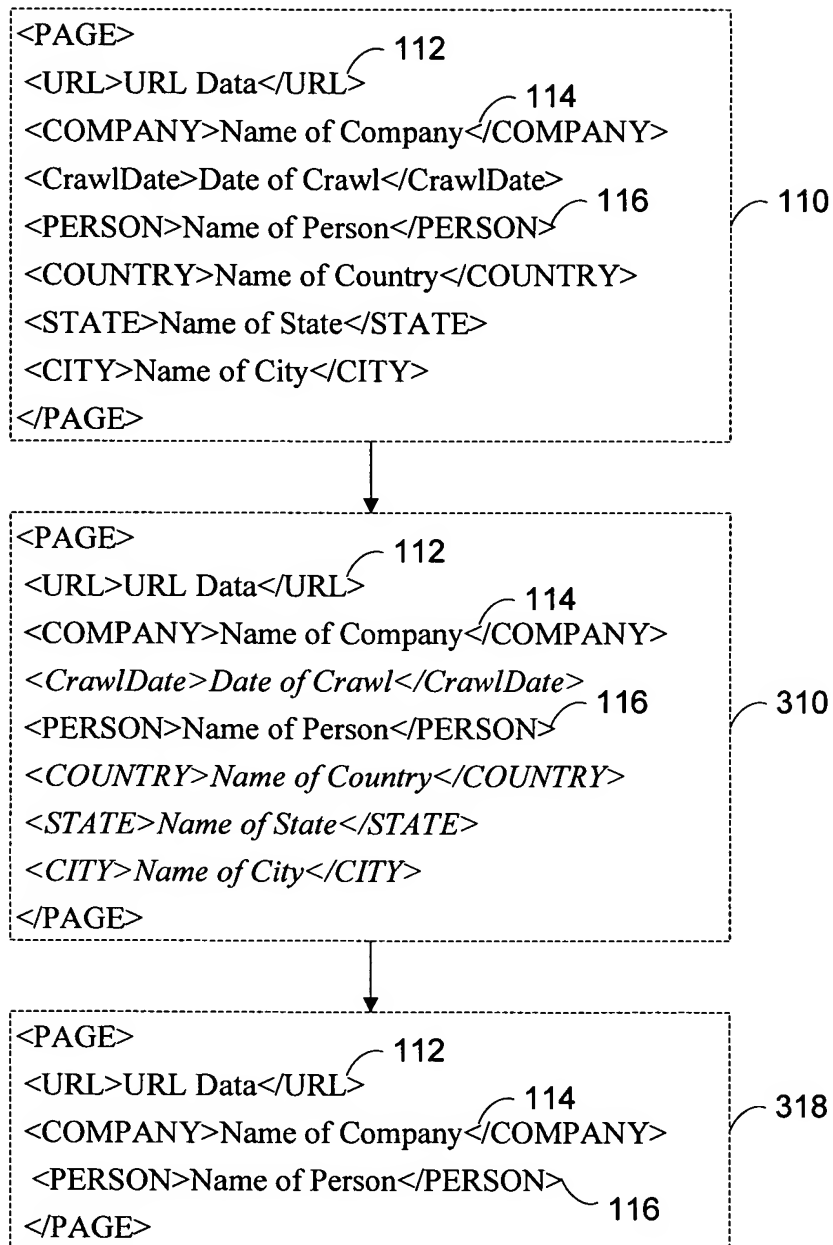 <PAGE>
112
<URL>URL Data</URL>
114
<COMPANY>Name of Company</COMPANY>
<CrawlDate>Date of Crawl</CrawlDate>
116
110
<PERSON>Name of Person</PERSON>
<COUNTRY>Name of Country</COUNTRY>
<STATE>Name of State</STATE>
<CITY>Name of City</CITY>
</PAGE>
<PAGE>
112
<URL>URL Data</URL>
114
<COMPANY>Name of Company</COMPANY>
<CrawlDate>Date of Crawl</CrawlDate>
116
310
<PERSON>Name of Person</PERSON>
<COUNTRY>Name of Country</COUNTRY>
<STATE>Name of State</STATE>
<CITY>Name of City</CITY>
</PAGE>
<PAGE>
112
<URL>URL Data</URL>
114
318
<COMPANY>Name of Company</COMPANY>
<PERSON>Name of Person</PERSON>
116
</PAGE>